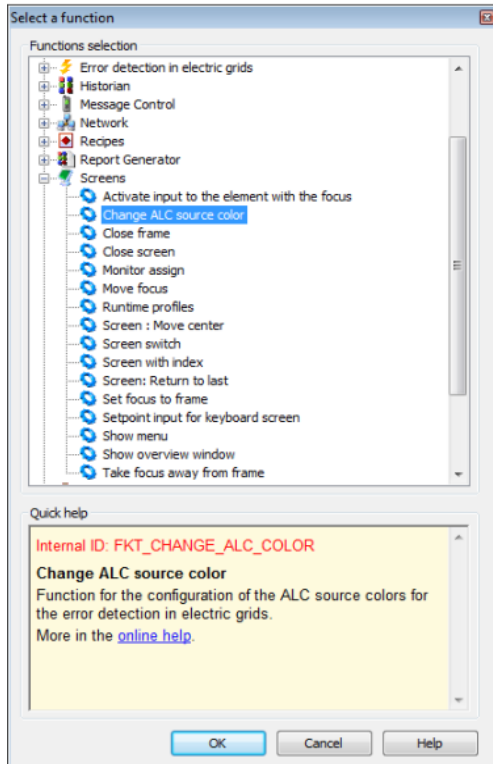 Select a function
Functions selection
Error detection in electric grids
Historian
Message Control
Network
Recipes
Report Generator
Screens
Activate input to the element with the focus
Change ALC source color
Close frame
Close screen
Monitor assign
Move focus
Runtime profiles
Screen : Move center
Screen switch
Screen with index
Screen: Return to last
Set focus to frame
Setpoint input for keyboard screen
Show menu
Show overview window
Take focus away from frame
Quick help
Internal ID: FKT_CHANGE_ALC_COLOR
Change ALC source color
Function for the configuration of the ALC source colors for
the error detection in electric grids.
More in the online help.
OK Cancel Help